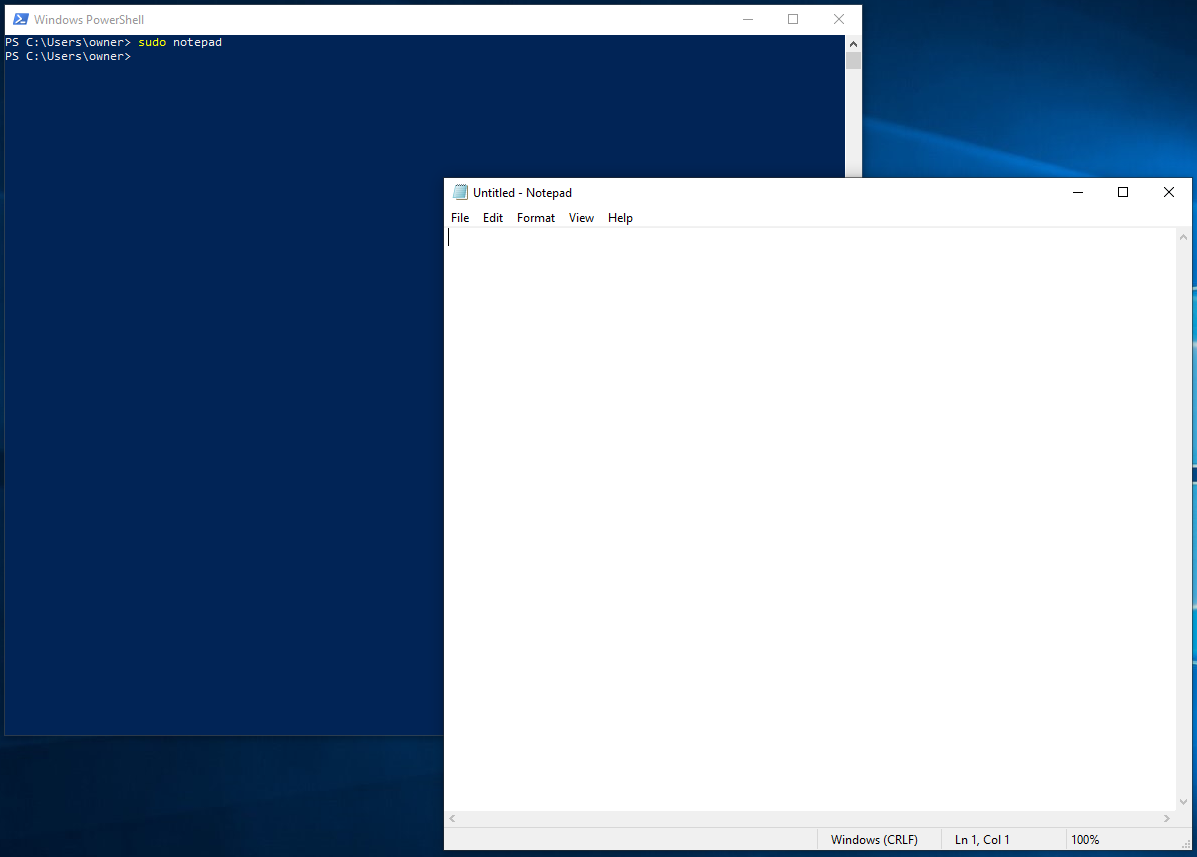 Windows PowerShell
PS C:\Users\owner> sudo notepad
PS C:\Users\owner>
Untitled - Notepad
File Edit Format View Help
Windows (CRLF) Ln 1, Col 1 100%